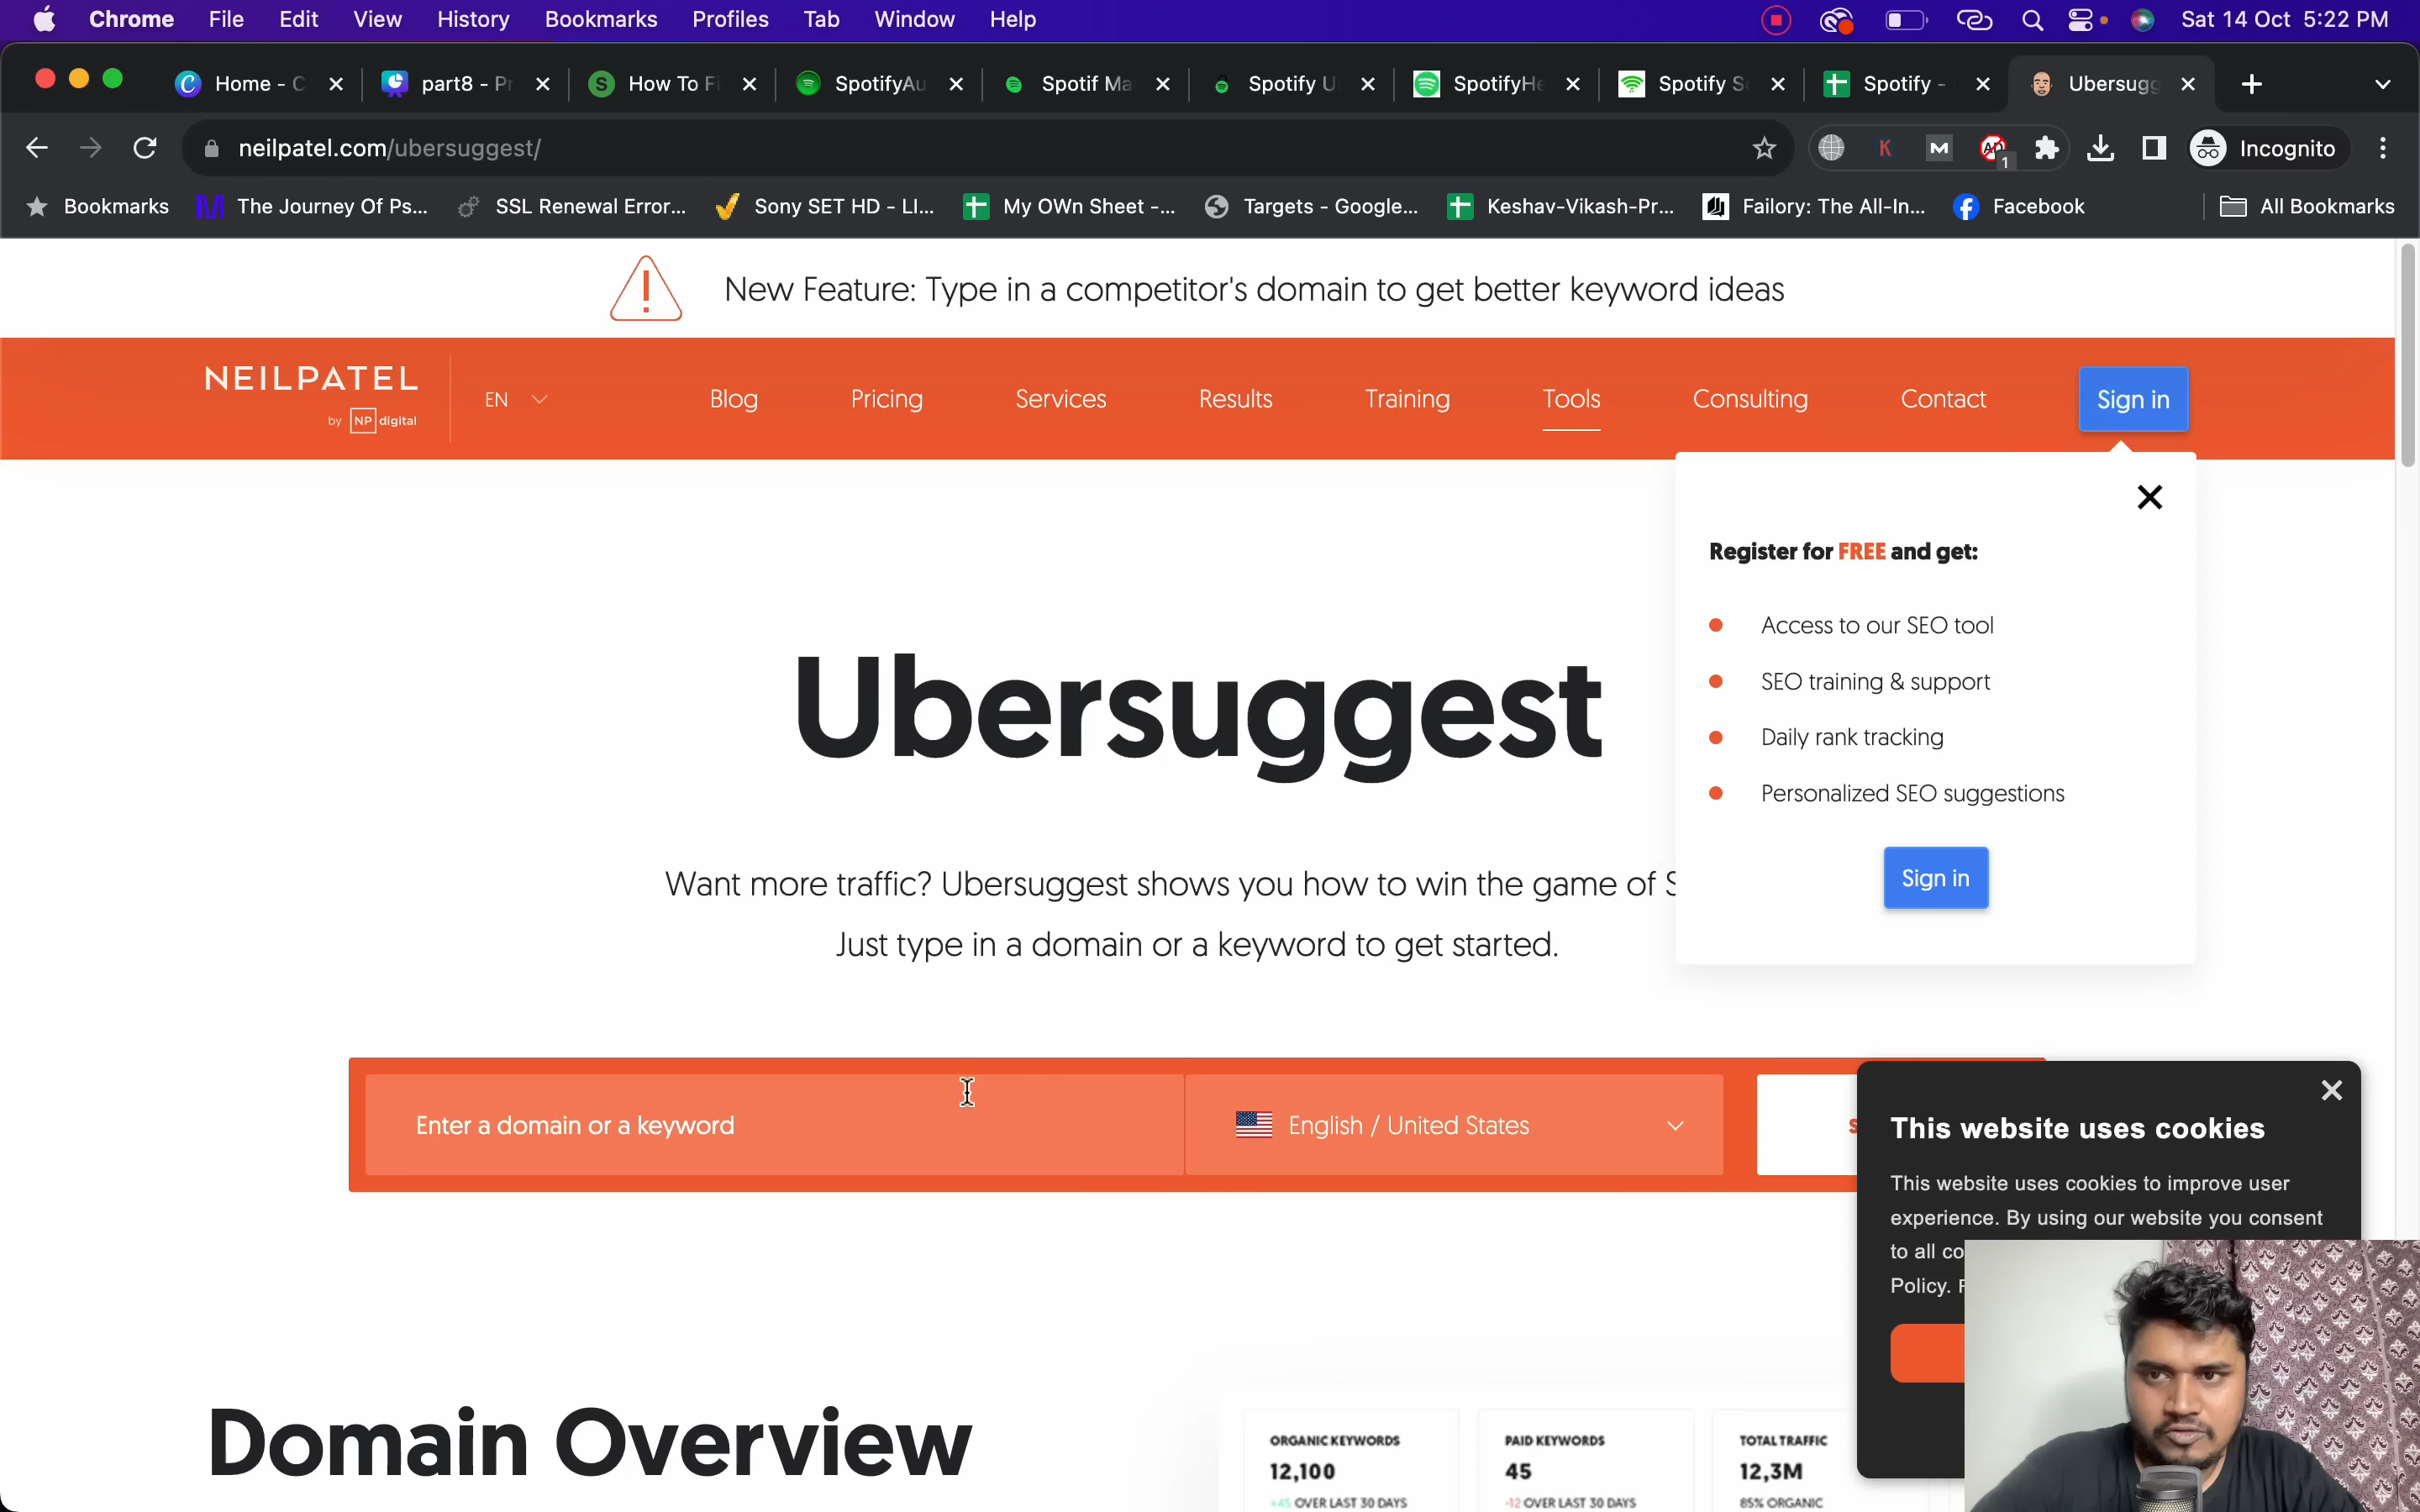 Chrome File Edit View History Bookmarks Profiles Tab Window Help Sat 14 Oct 5:22 PM
Home - C part8 - Pr How To Fi SpotifyAu Spotif Ma Spotify U SpotifyHe Spotify S Spotify - Ubersugg
neilpatel.com/ubersuggest/ 1 Incognito
Bookmarks The Journey Of Ps... SSL Renewal Error... Sony SET HD - LI... My OWn Sheet -... Targets - Google... Keshav-Vikash-Pr... Failory: The All-In... Facebook All Bookmarks
New Feature: Type in a competitor's domain to get better keyword ideas
NEILPATEL
by NP digital
EN Blog Pricing Services Results Training Tools Consulting Contact Sign in
Register for FREE and get:
Access to our SEO tool
SEO training & support
Daily rank tracking
Personalized SEO suggestions
Sign in
Ubersuggest
Want more traffic? Ubersuggest shows you how to win the game of S
Just type in a domain or a keyword to get started.
Enter a domain or a keyword English / United States
This website uses cookies
This website uses cookies to improve user
experience. By using our website you consent
to all co
Policy.
Domain Overview
ORGANIC KEYWORDS PAID KEYWORDS TOTAL TRAFFIC
12,100 45 12,3M
+45 OVER LAST 30 DAYS -12 OVER LAST 30 DAYS 85% ORGANIC